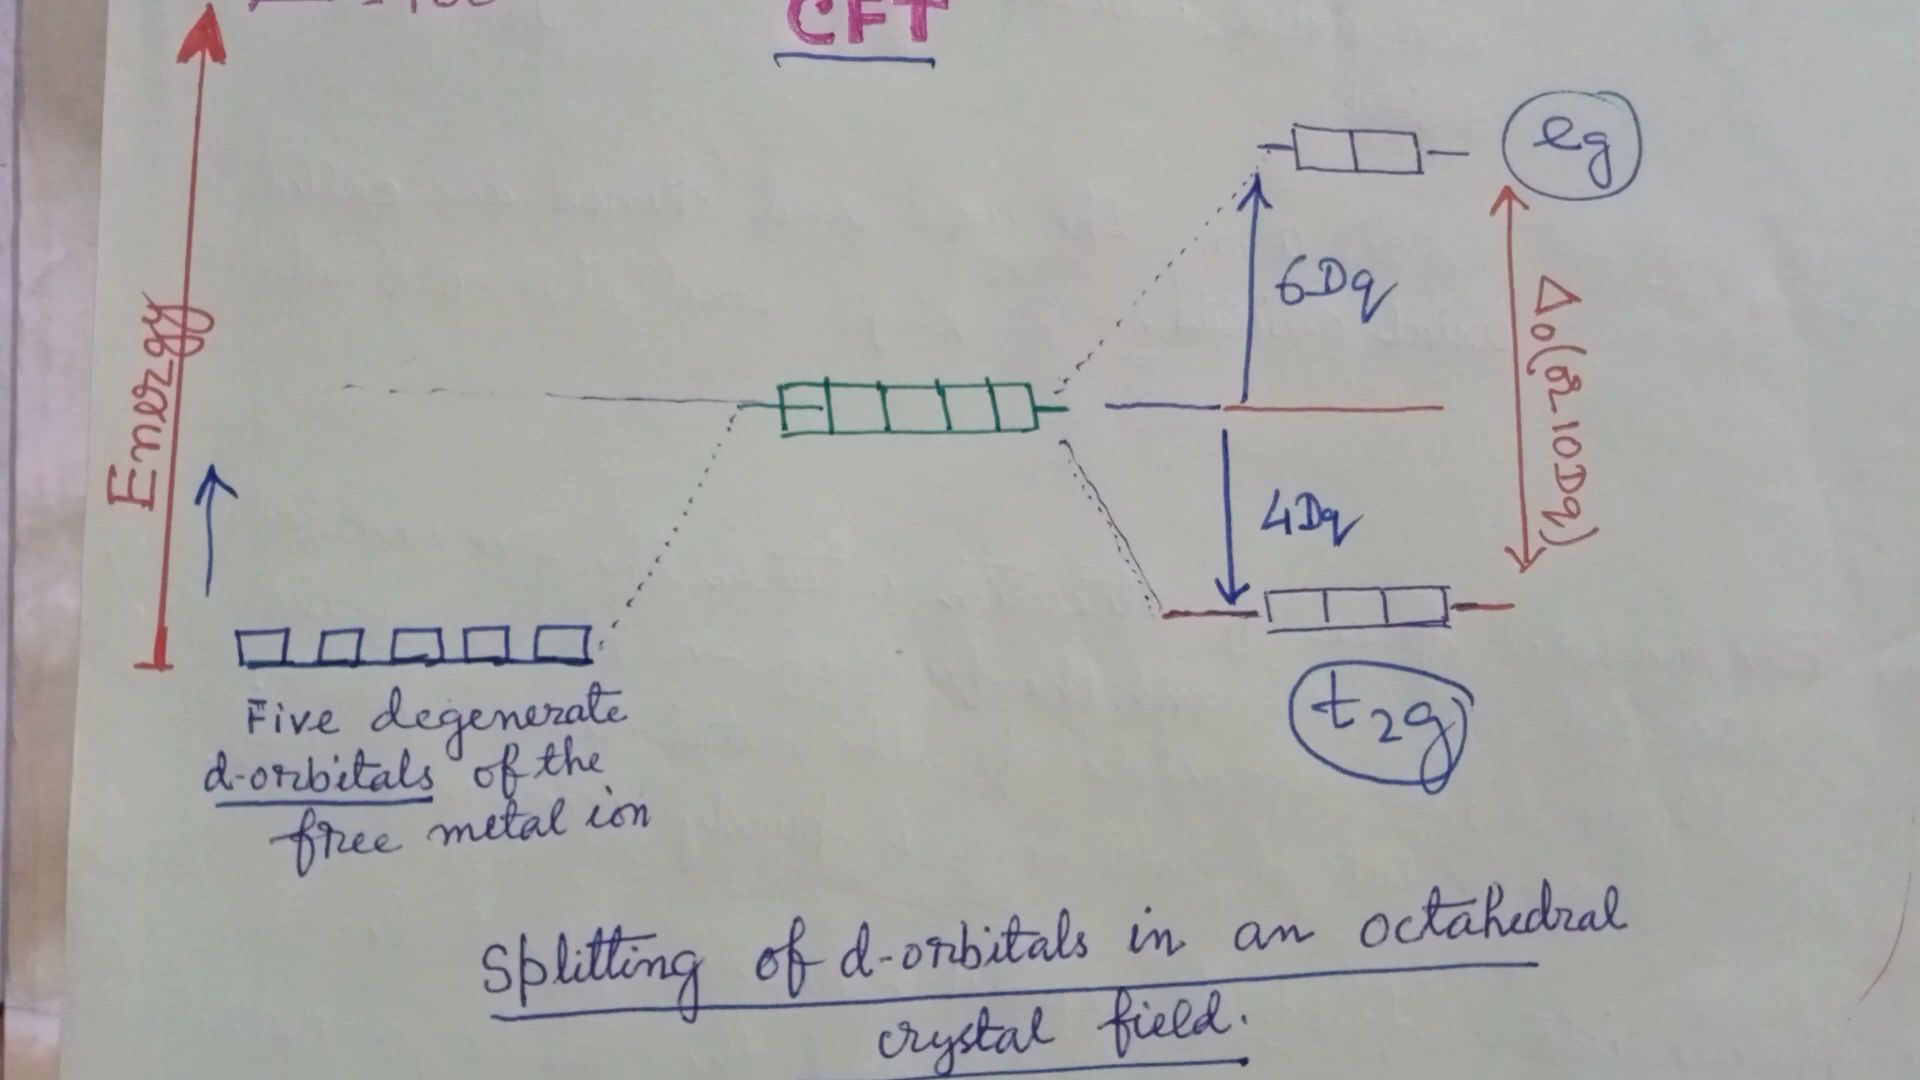 CFT
eg
6Dq
Δo(or 10Dq)
Energy
4Dq
t2g
Five degenerate
d-orbitals of the
free metal ion
Splitting of d-orbitals in an octahedral
crystal field.